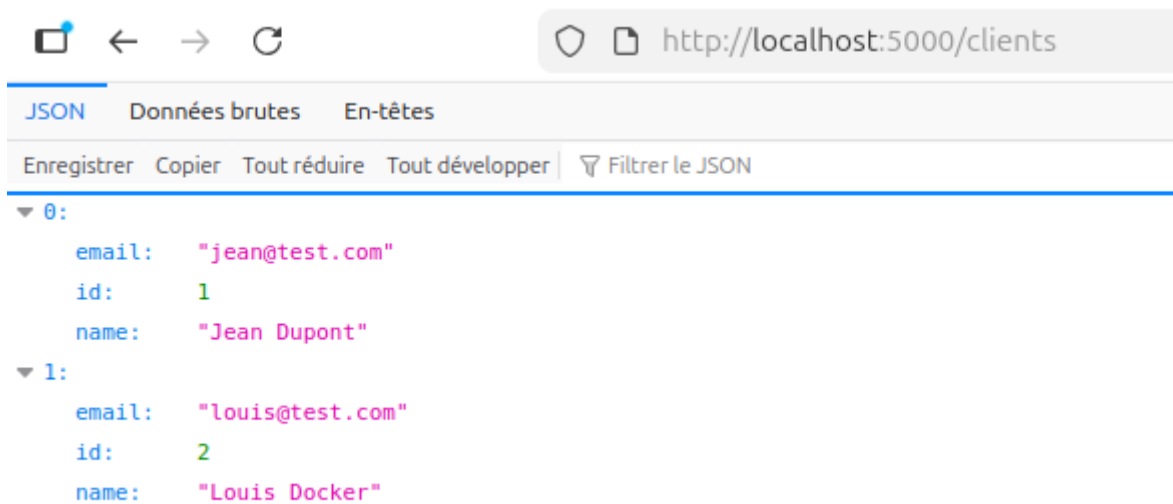 http://localhost:5000/clients
JSON Données brutes En-têtes
Enregistrer Copier Tout réduire Tout développer Filtrer le JSON
0:
email: "jean@test.com"
id: 1
name: "Jean Dupont"
1:
email: "louis@test.com"
id: 2
name: "Louis Docker"